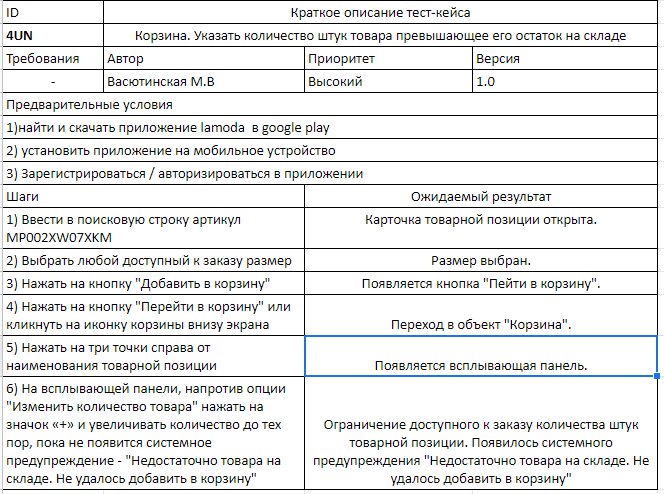 ID Краткое описание тест-кейса
4UN Корзина. Указать количество штук товара превышающее его остаток на складе
Требования Автор Приоритет Версия
- Васютинская М.В Высокий 1.0
Предварительные условия
1)найти и скачать приложение lamoda в google play
2) установить приложение на мобильное устройство
3) Зарегистрироваться / авторизироваться в приложении
Шаги Ожидаемый результат
1) Ввести в поисковую строку артикул
MP002XW07XKM
Карточка товарной позиции открыта.
2) Выбрать любой доступный к заказу размер Размер выбран.
3) Нажать на кнопку "Добавить в корзину" Появляется кнопка "Пейти в корзину".
4) Нажать на кнопку "Перейти в корзину" или
кликнуть на иконку корзины внизу экрана
Переход в объект "Корзина".
5) Нажать на три точки справа от
наименования товарной позиции
Появляется всплывающая панель.
6) На всплывающей панели, напротив опции
"Изменить количество товара" нажать на
значок «+» и увеличивать количество до тех
пор, пока не появится системное
предупреждение - "Недостаточно товара на
складе. Не удалось добавить в корзину"
Ограничение доступного к заказу количества штук
товарной позиции. Появилось системного
предупреждения "Недостаточно товара на складе. Не
удалось добавить в корзину"